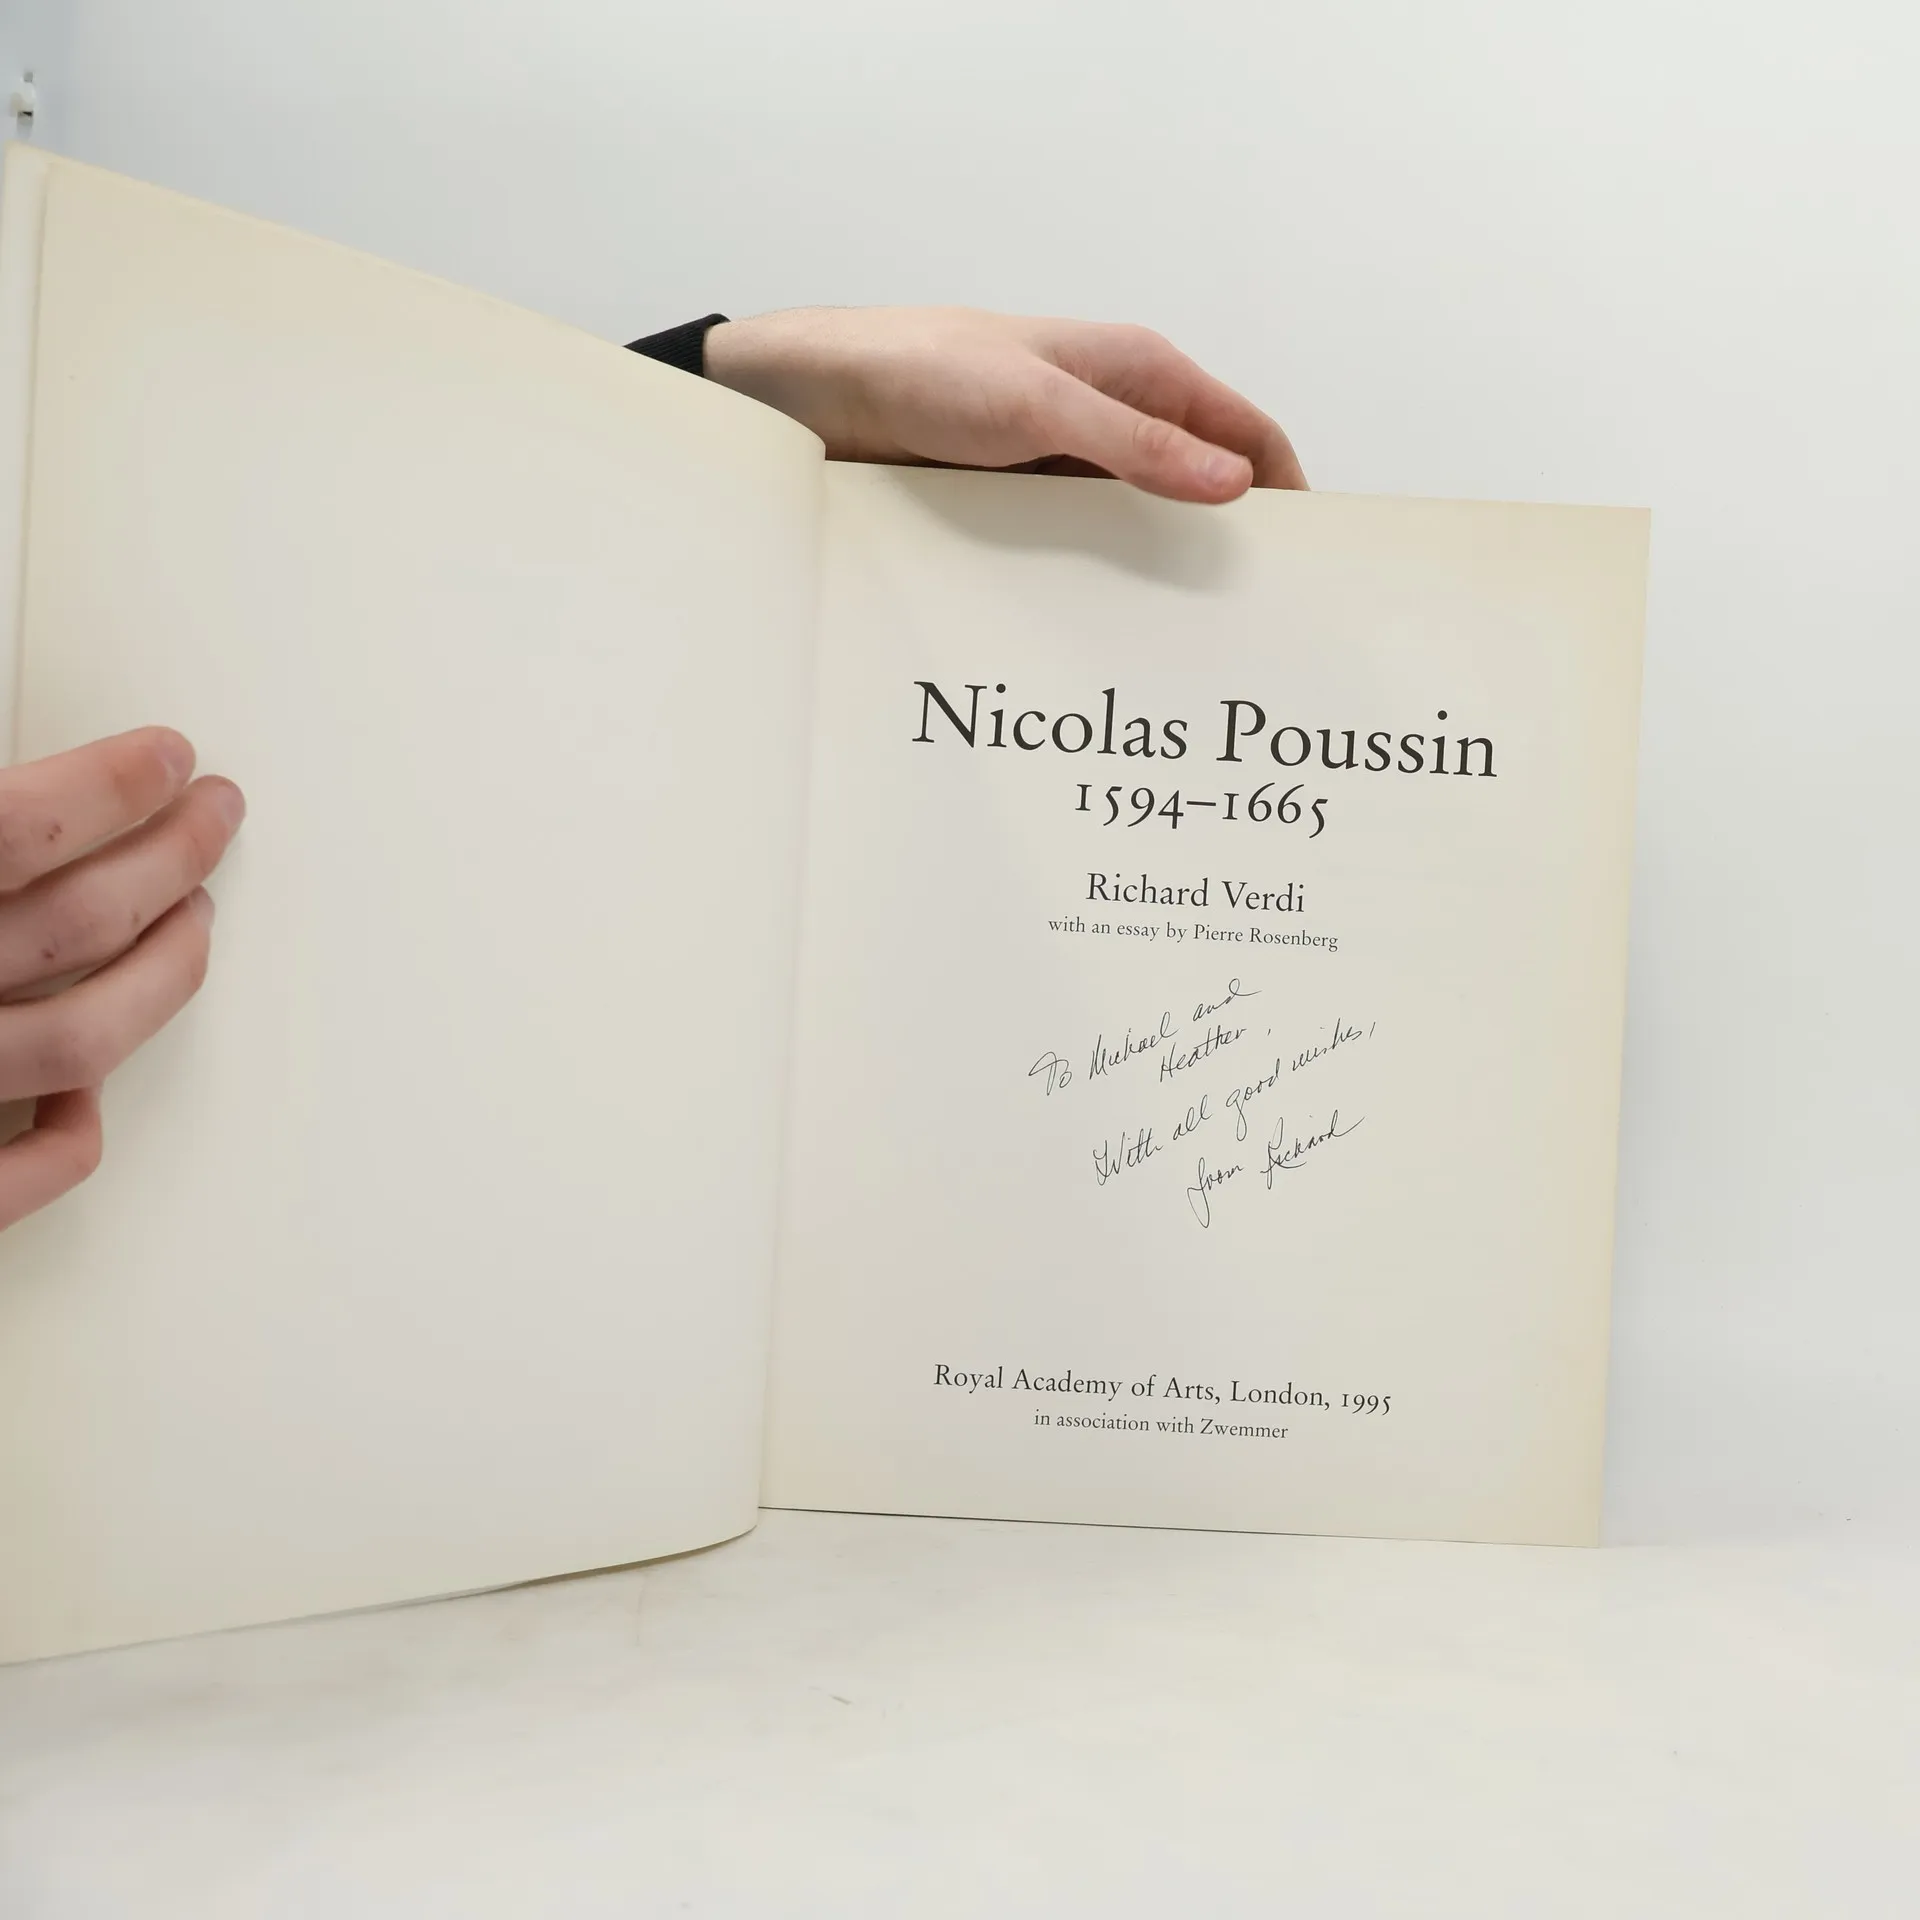 Nicolas Poussin
1594–1665
Richard Verdi
with an essay by Pierre Rosenberg
To Michael and
Heather,
With all good wishes,
from Richard
Royal Academy of Arts, London, 1995
in association with Zwemmer